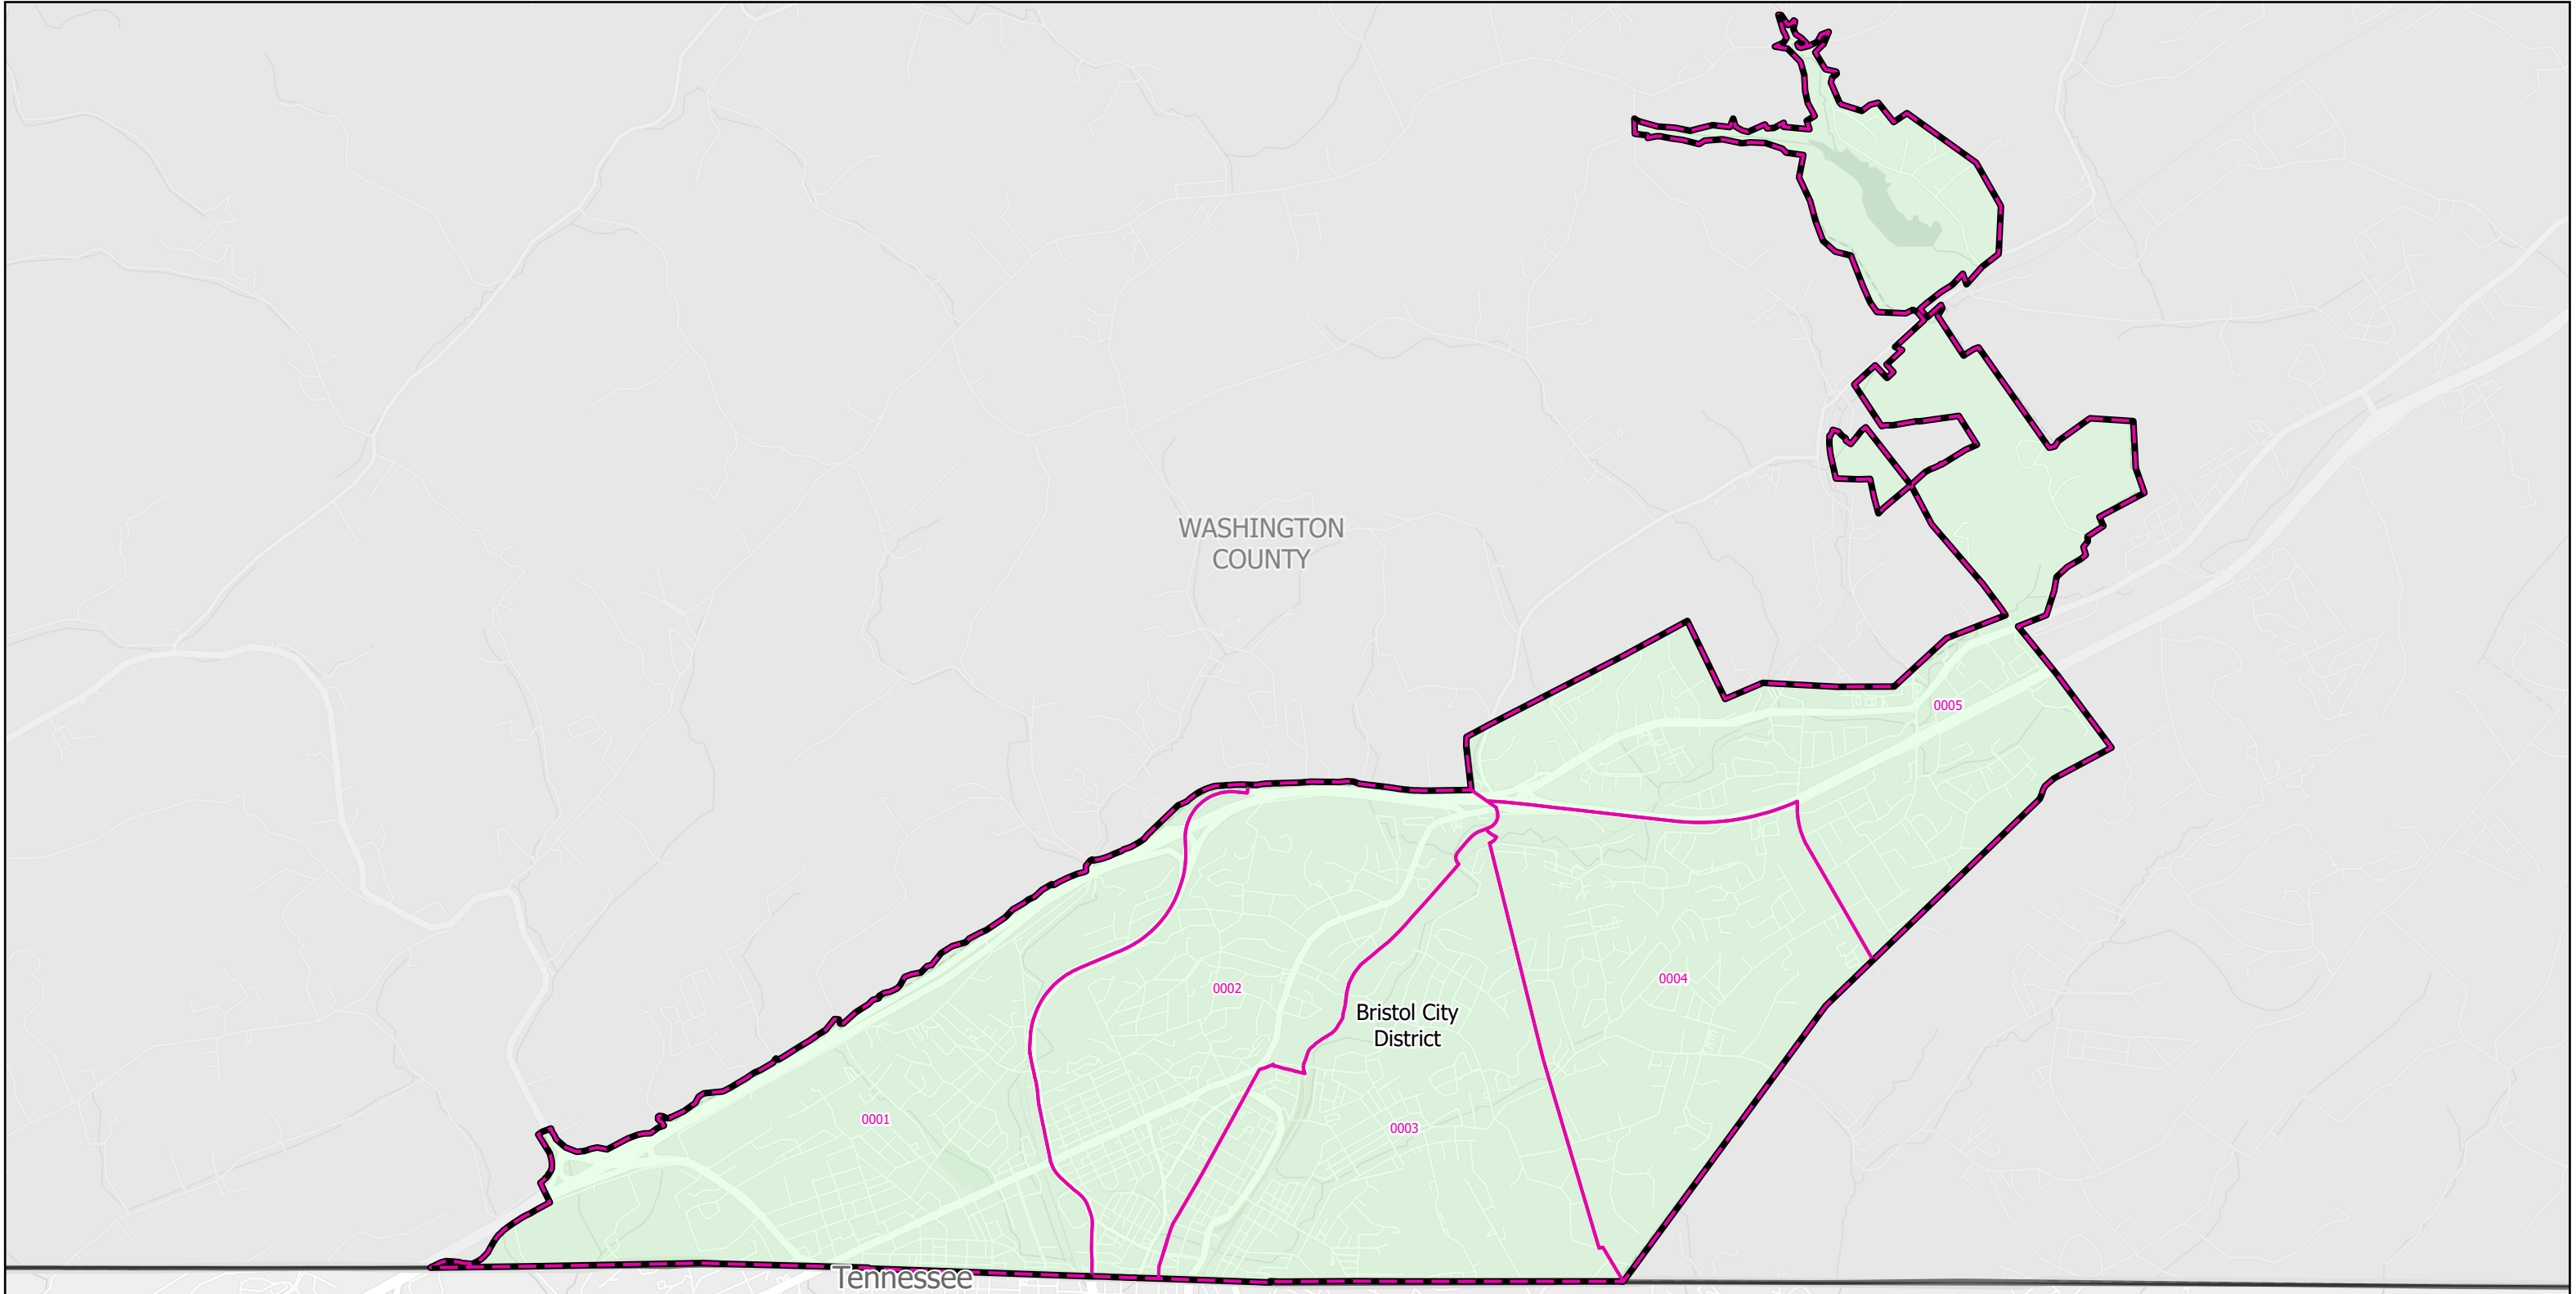 WASHINGTON
COUNTY
0005
0004
0002
Bristol City
District
0001
0003
Tennessee